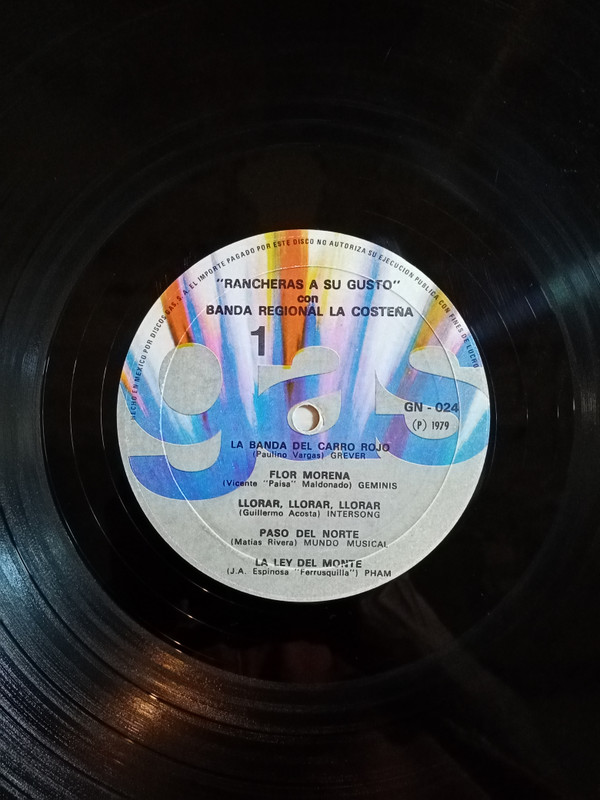 HECHO EN MEXICO POR DISCOS GAS, S. A. EL IMPORTE PAGADO POR ESTE DISCO NO AUTORIZA SU EJECUCION PUBLICA CON FINES DE LUCRO
"RANCHERAS A SU GUSTO"
con
BANDA REGIONAL LA COSTEÑA
1
gas
GN - 024
(P) 1979
LA BANDA DEL CARRO ROJO
(Paulino Vargas) GREVER
FLOR MORENA
(Vicente "Paisa" Maldonado) GEMINIS
LLORAR, LLORAR, LLORAR
(Guillermo Acosta) INTERSONG
PASO DEL NORTE
(Matias Rivera) MUNDO MUSICAL
LA LEY DEL MONTE
(J.A. Espinosa "Ferrusquilla") PHAM